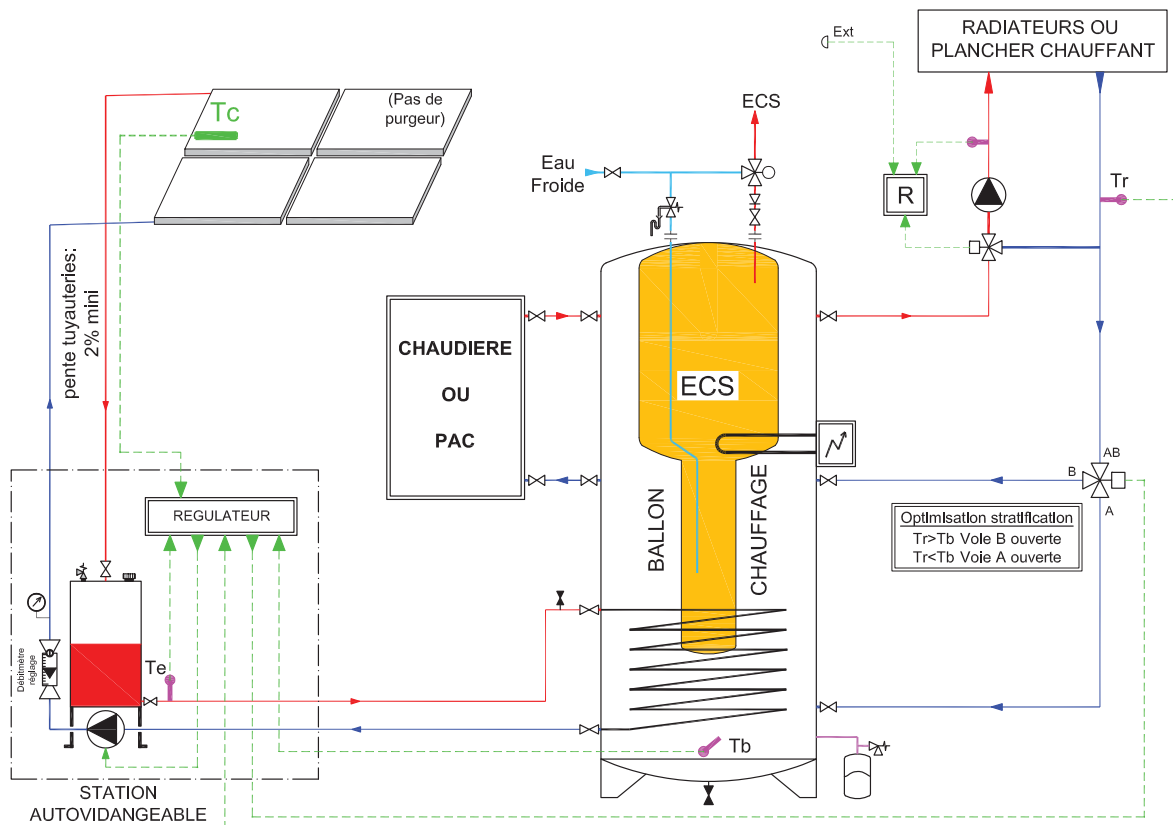 RADIATEURS OU
PLANCHER CHAUFFANT
Ext
Tc
(Pas de
purgeur)
ECS
Eau
Froide
R
Tr
pente tuyauteries:
2% mini
CHAUDIERE
OU
PAC
ECS
BALLON
CHAUFFAGE
AB
B
A
Optimisation stratification
Tr>Tb Voie B ouverte
Tr<Tb Voie A ouverte
REGULATEUR
Débitmètre
réglage
Te
Tb
STATION
AUTOVIDANGEABLE